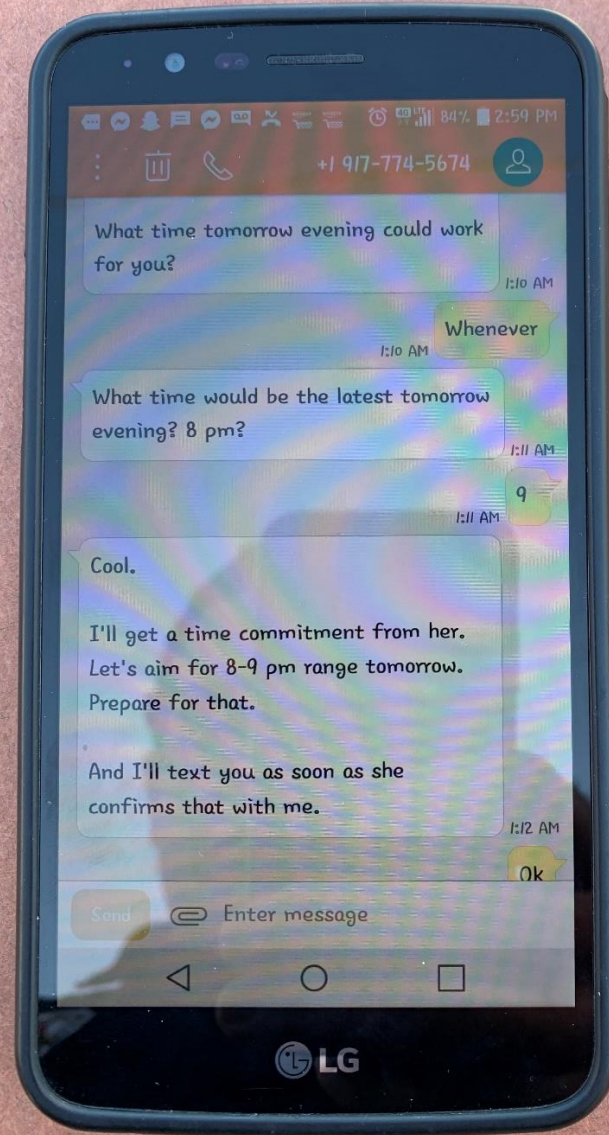 84% 2:59 PM
+1 917-774-5674
What time tomorrow evening could work
for you?
1:10 AM
Whenever
1:10 AM
What time would be the latest tomorrow
evening? 8 pm?
1:11 AM
9
1:11 AM
Cool.
I'll get a time commitment from her.
Let's aim for 8-9 pm range tomorrow.
Prepare for that.
And I'll text you as soon as she
confirms that with me.
1:12 AM
Ok
Send Enter message
LG